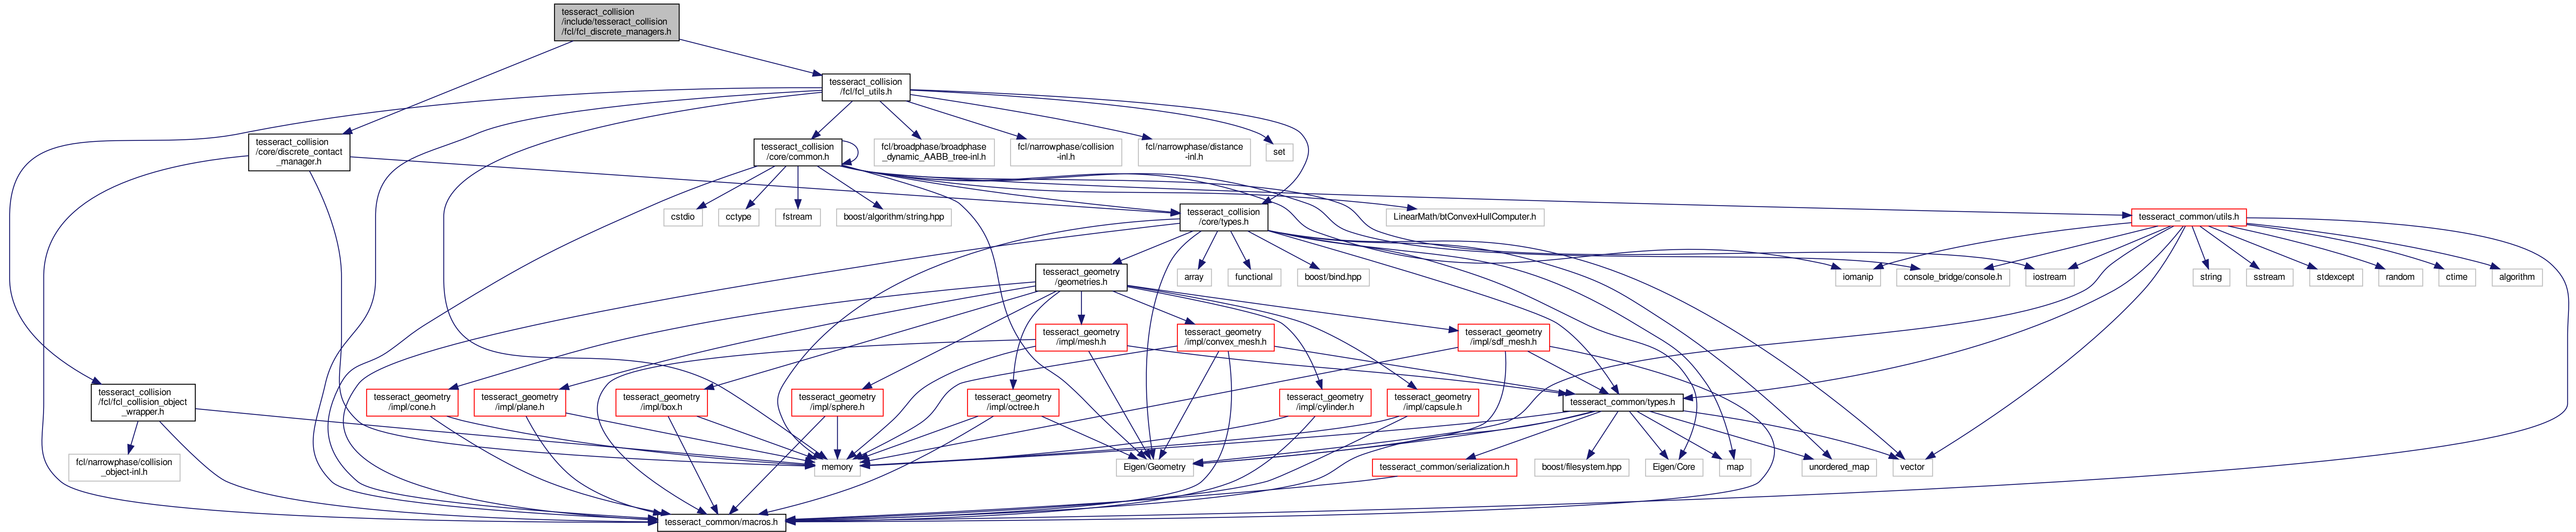 tesseract_collision
/include/tesseract_collision
/fcl/fcl_discrete_managers.h
tesseract_collision
/fcl/fcl_utils.h
tesseract_collision
/core/discrete_contact
_manager.h
tesseract_collision
/core/common.h
fcl/broadphase/broadphase
_dynamic_AABB_tree-inl.h
fcl/narrowphase/collision
-inl.h
fcl/narrowphase/distance
-inl.h
set
cstdio
cctype
fstream
boost/algorithm/string.hpp
tesseract_collision
/core/types.h
LinearMath/btConvexHullComputer.h
tesseract_common/utils.h
tesseract_geometry
/geometries.h
array
functional
boost/bind.hpp
iomanip
console_bridge/console.h
iostream
string
sstream
stdexcept
random
ctime
algorithm
tesseract_geometry
/impl/mesh.h
tesseract_geometry
/impl/convex_mesh.h
tesseract_geometry
/impl/sdf_mesh.h
tesseract_collision
/fcl/fcl_collision_object
_wrapper.h
tesseract_geometry
/impl/cone.h
tesseract_geometry
/impl/plane.h
tesseract_geometry
/impl/box.h
tesseract_geometry
/impl/sphere.h
tesseract_geometry
/impl/octree.h
tesseract_geometry
/impl/cylinder.h
tesseract_geometry
/impl/capsule.h
tesseract_common/types.h
fcl/narrowphase/collision
_object-inl.h
memory
Eigen/Geometry
tesseract_common/serialization.h
boost/filesystem.hpp
Eigen/Core
map
unordered_map
vector
tesseract_common/macros.h